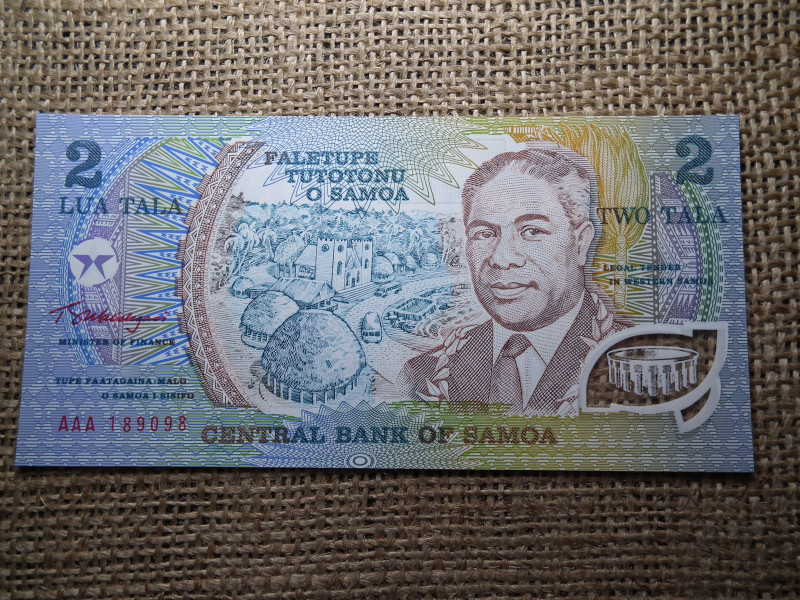 2
LUA TALA
FALETUPE
TUTOTONU
O SAMOA
2
TWO TALA
LEGAL TENDER
IN WESTERN SAMOA
MINISTER OF FINANCE
TUPE FAATAGAINA MALO
O SAMOA I SISIFO
AAA 189098
CENTRAL BANK OF SAMOA